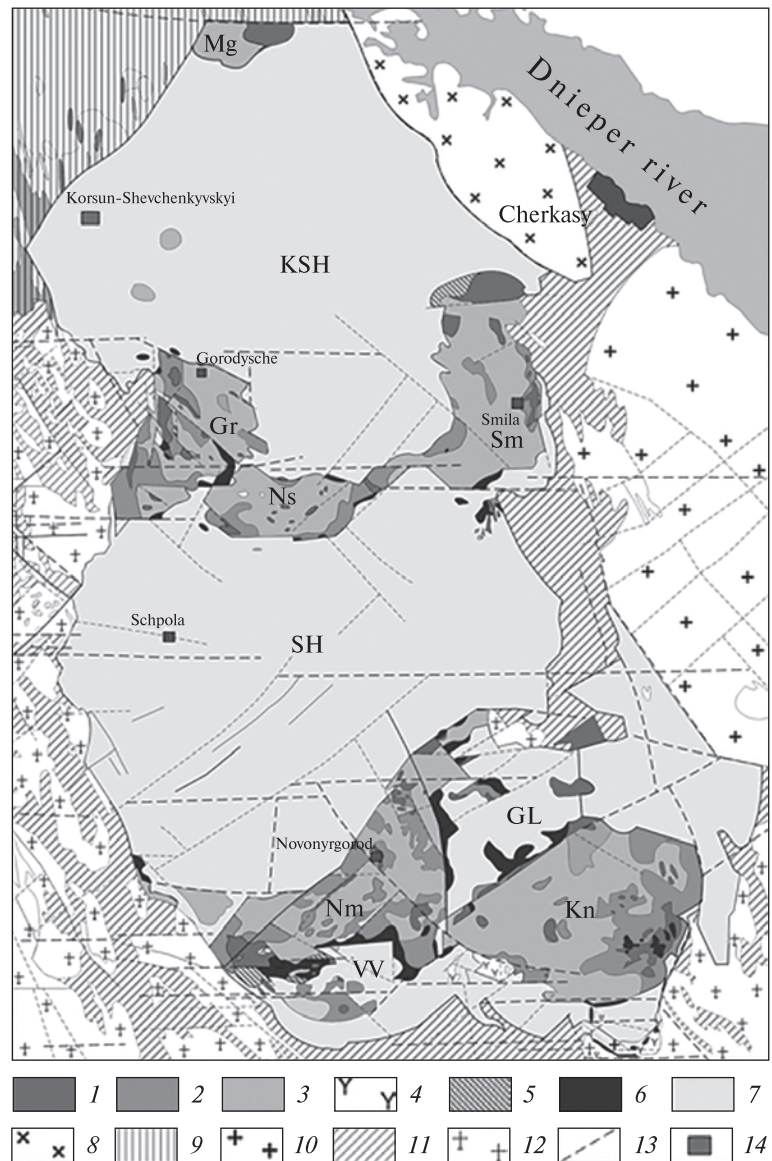 Mg
Dnieper river
Korsun-Shevchenkyvskyi
Cherkasy
KSH
Gorodysche
Gr
Smila
Sm
Ns
Schpola
SH
GL
Novonyrgorod
Nm
Kn
VV
1 2 3 4 5 6 7
8 9 10 11 12 13 14